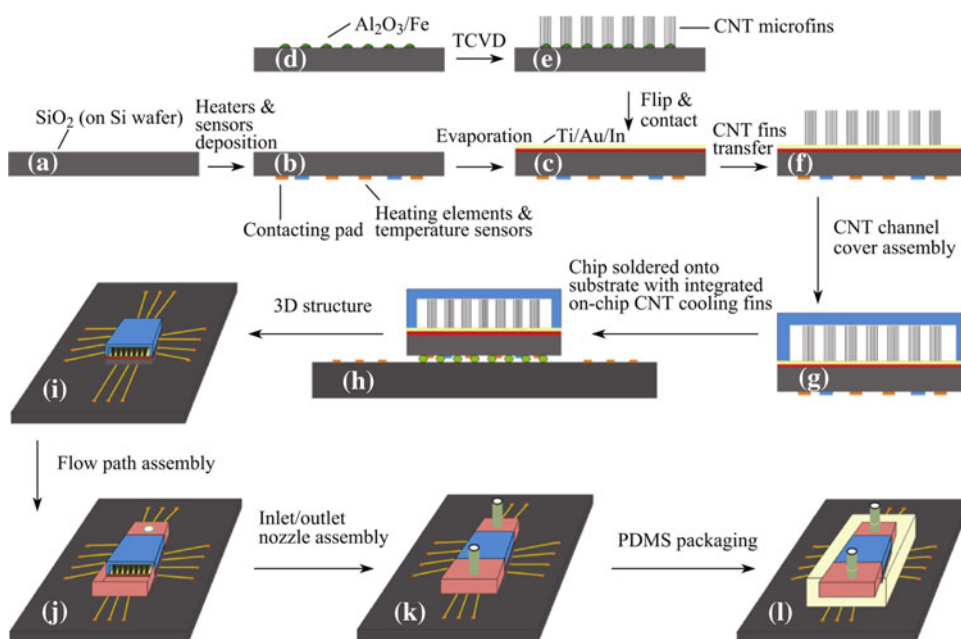 Al₂O₃/Fe
CNT microfins
TCVD
(d)
(e)
SiO₂ (on Si wafer)
Heaters &
sensors
deposition
Flip &
contact
Evaporation
Ti/Au/In
CNT fins
transfer
(a)
(b)
(c)
(f)
Contacting pad
Heating elements &
temperature sensors
CNT channel
cover assembly
Chip soldered onto
substrate with integrated
on-chip CNT cooling fins
3D structure
(i)
(h)
(g)
Flow path assembly
Inlet/outlet
nozzle assembly
PDMS packaging
(j)
(k)
(l)